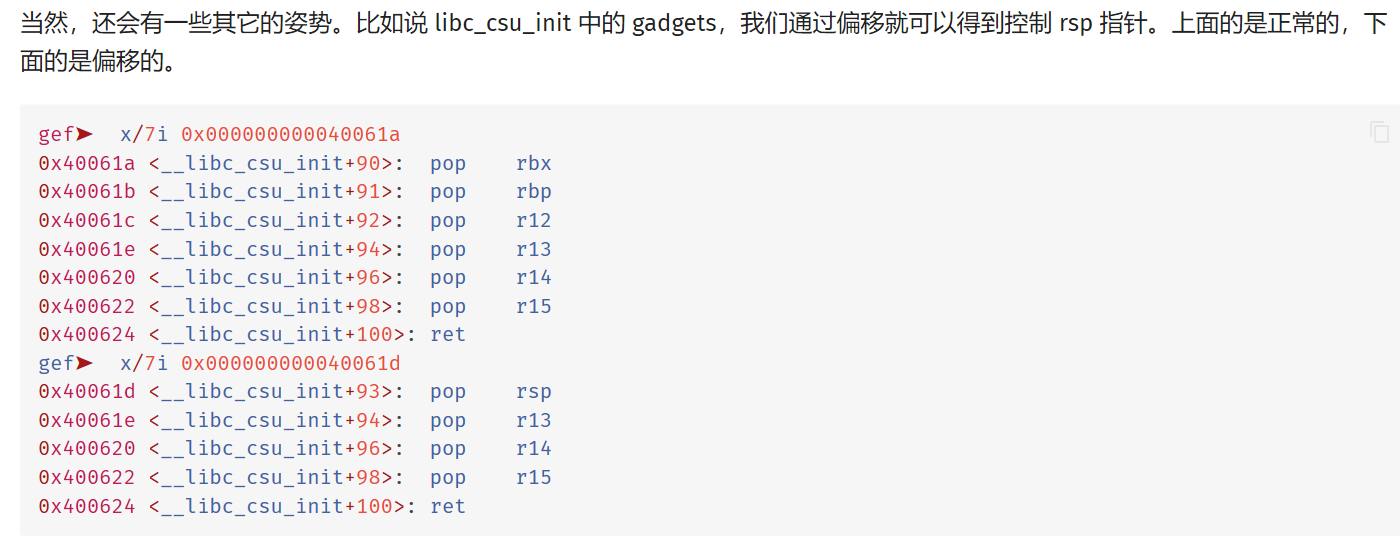 当然，还会有一些其它的姿势。比如说 libc_csu_init 中的 gadgets，我们通过偏移就可以得到控制 rsp 指针。上面的是正常的，下
面的是偏移的。
gef➤  x/7i 0x000000000040061a
0x40061a <__libc_csu_init+90>:  pop    rbx
0x40061b <__libc_csu_init+91>:  pop    rbp
0x40061c <__libc_csu_init+92>:  pop    r12
0x40061e <__libc_csu_init+94>:  pop    r13
0x400620 <__libc_csu_init+96>:  pop    r14
0x400622 <__libc_csu_init+98>:  pop    r15
0x400624 <__libc_csu_init+100>: ret
gef➤  x/7i 0x000000000040061d
0x40061d <__libc_csu_init+93>:  pop    rsp
0x40061e <__libc_csu_init+94>:  pop    r13
0x400620 <__libc_csu_init+96>:  pop    r14
0x400622 <__libc_csu_init+98>:  pop    r15
0x400624 <__libc_csu_init+100>: ret